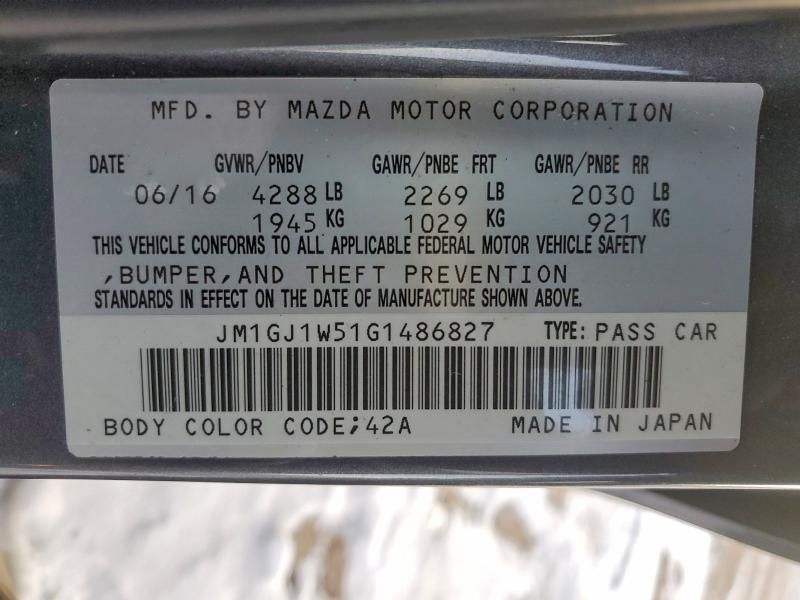 MFD. BY MAZDA MOTOR CORPORATION
DATE GVWR/PNBV GAWR/PNBE FRT GAWR/PNBE RR
06/16 4288 LB 2269 LB 2030 LB
1945 KG 1029 KG 921 KG
THIS VEHICLE CONFORMS TO ALL APPLICABLE FEDERAL MOTOR VEHICLE SAFETY
,BUMPER,AND THEFT PREVENTION
STANDARDS IN EFFECT ON THE DATE OF MANUFACTURE SHOWN ABOVE.
JM1GJ1W51G1486827 TYPE: PASS CAR
BODY COLOR CODE;42A MADE IN JAPAN